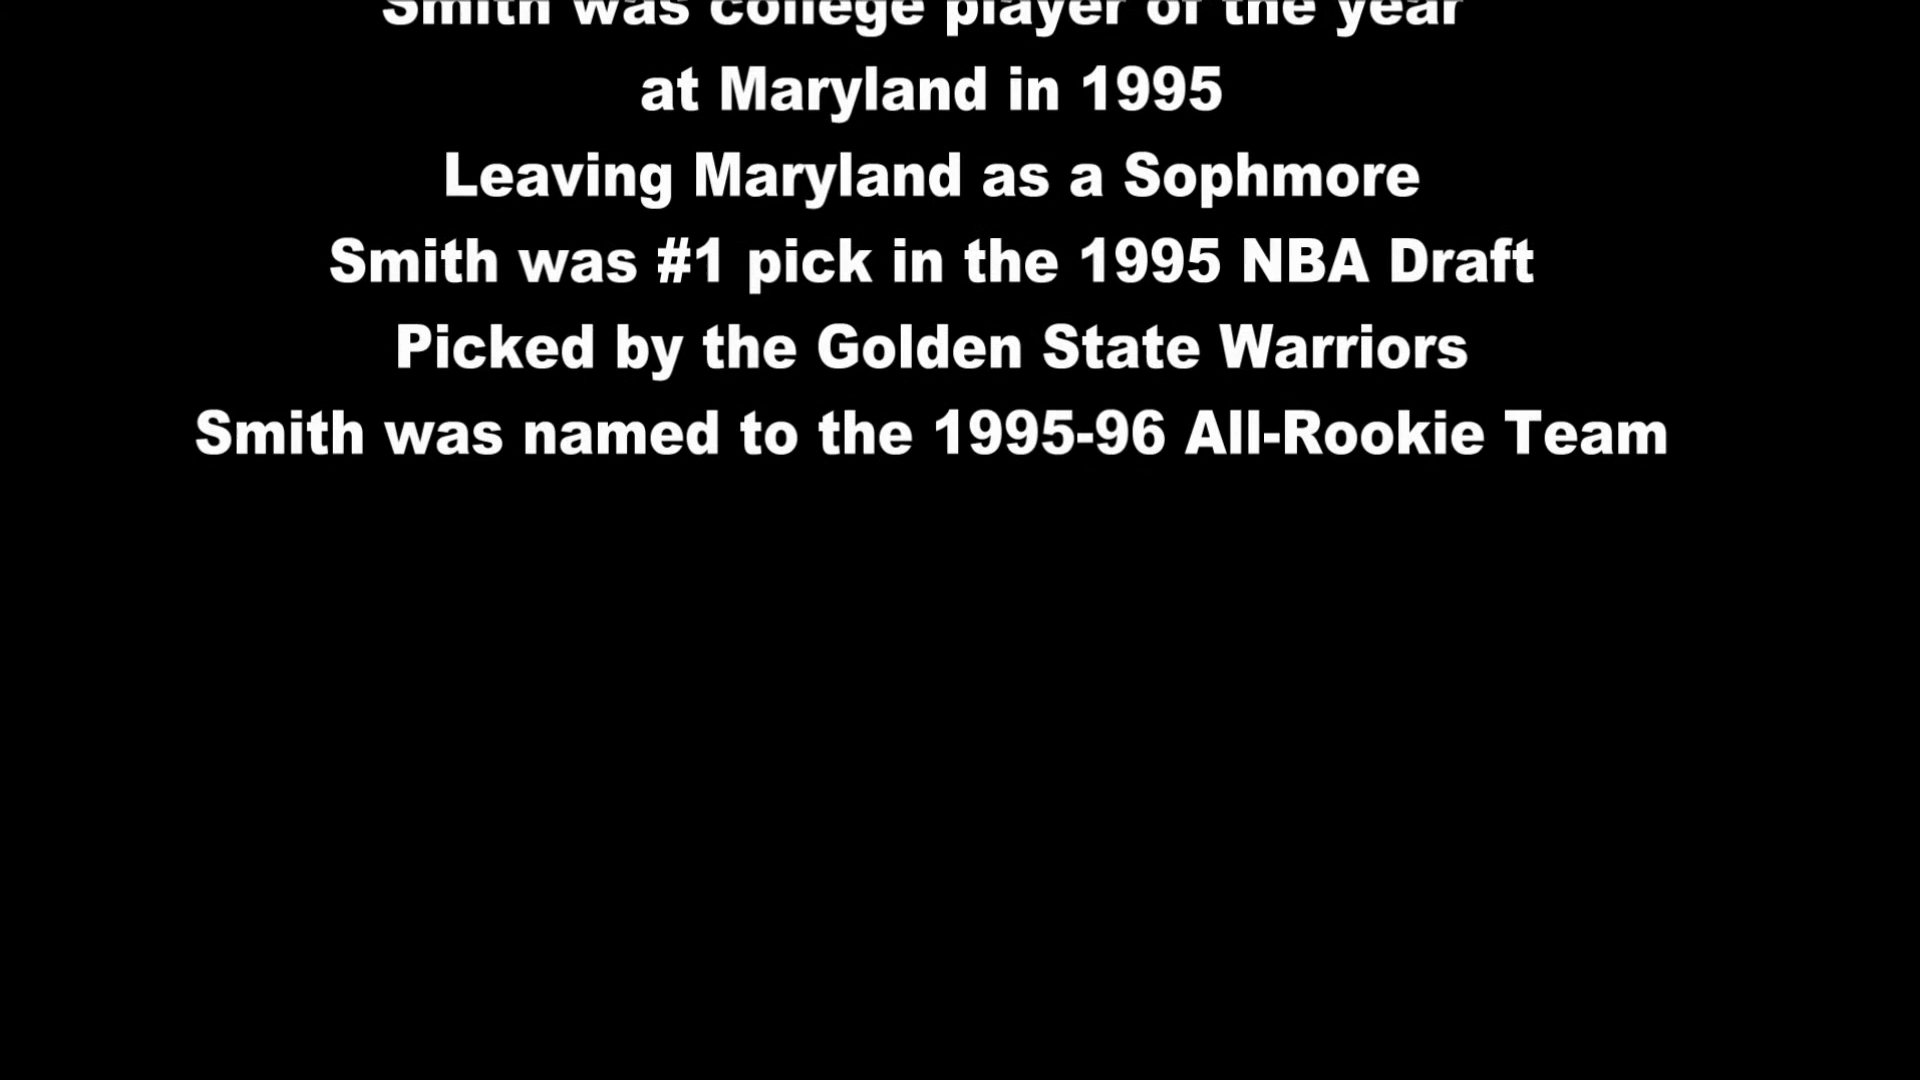 Smith was college player of the year
at Maryland in 1995
Leaving Maryland as a Sophmore
Smith was #1 pick in the 1995 NBA Draft
Picked by the Golden State Warriors
Smith was named to the 1995-96 All-Rookie Team